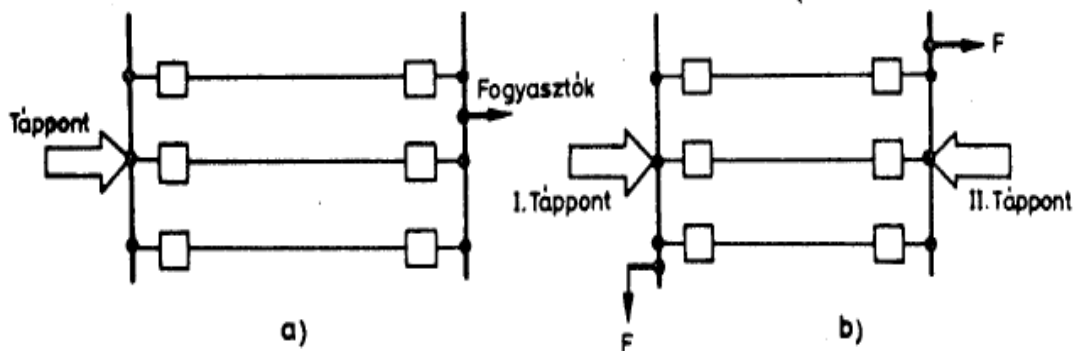 Táppont
Fogyasztók
a)
F
I. Táppont
II. Táppont
F
b)